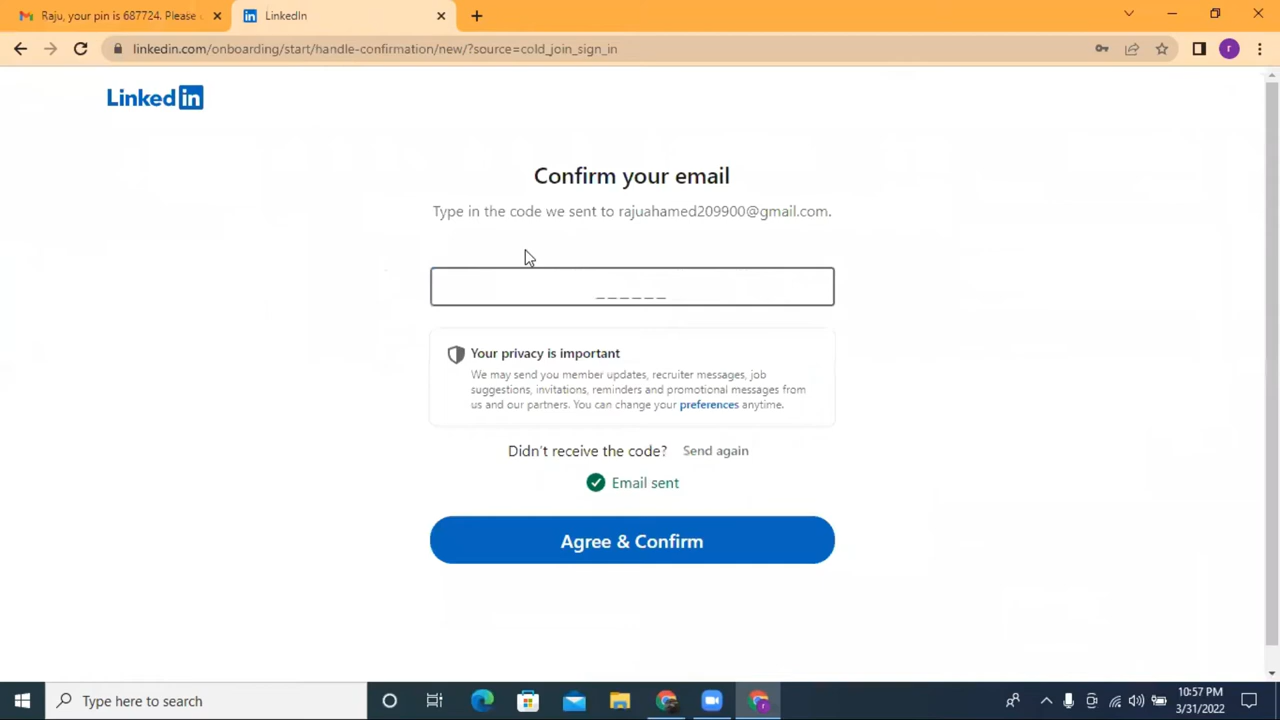 Raju, your pin is 687724. Please
LinkedIn
linkedin.com/onboarding/start/handle-confirmation/new/?source=cold_join_sign_in
r
Linked in
Confirm your email
Type in the code we sent to rajuahamed209900@gmail.com.
______
Your privacy is important
We may send you member updates, recruiter messages, job
suggestions, invitations, reminders and promotional messages from
us and our partners. You can change your preferences anytime.
Didn't receive the code? Send again
Email sent
Agree & Confirm
Type here to search
10:57 PM
3/31/2022